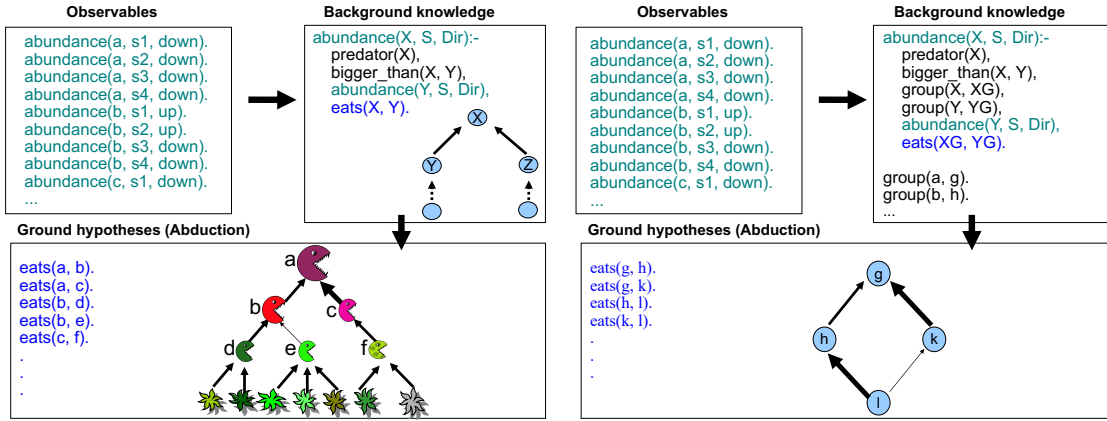 Observables
abundance(a, s1, down).
abundance(a, s2, down).
abundance(a, s3, down).
abundance(a, s4, down).
abundance(b, s1, up).
abundance(b, s2, up).
abundance(b, s3, down).
abundance(b, s4, down).
abundance(c, s1, down).
...
Background knowledge
abundance(X, S, Dir):-
predator(X),
bigger_than(X, Y),
abundance(Y, S, Dir),
eats(X, Y).
X
Y
Z
Ground hypotheses (Abduction)
eats(a, b).
eats(a, c).
eats(b, d).
eats(b, e).
eats(c, f).
.
.
.
a
b
c
d
e
f
Observables
abundance(a, s1, down).
abundance(a, s2, down).
abundance(a, s3, down).
abundance(a, s4, down).
abundance(b, s1, up).
abundance(b, s2, up).
abundance(b, s3, down).
abundance(b, s4, down).
abundance(c, s1, down).
...
Background knowledge
abundance(X, S, Dir):-
predator(X),
bigger_than(X, Y),
group(X, XG),
group(Y, YG),
abundance(Y, S, Dir),
eats(XG, YG).
group(a, g).
group(b, h).
...
Ground hypotheses (Abduction)
eats(g, h).
eats(g, k).
eats(h, l).
eats(k, l).
.
.
.
g
h
k
l